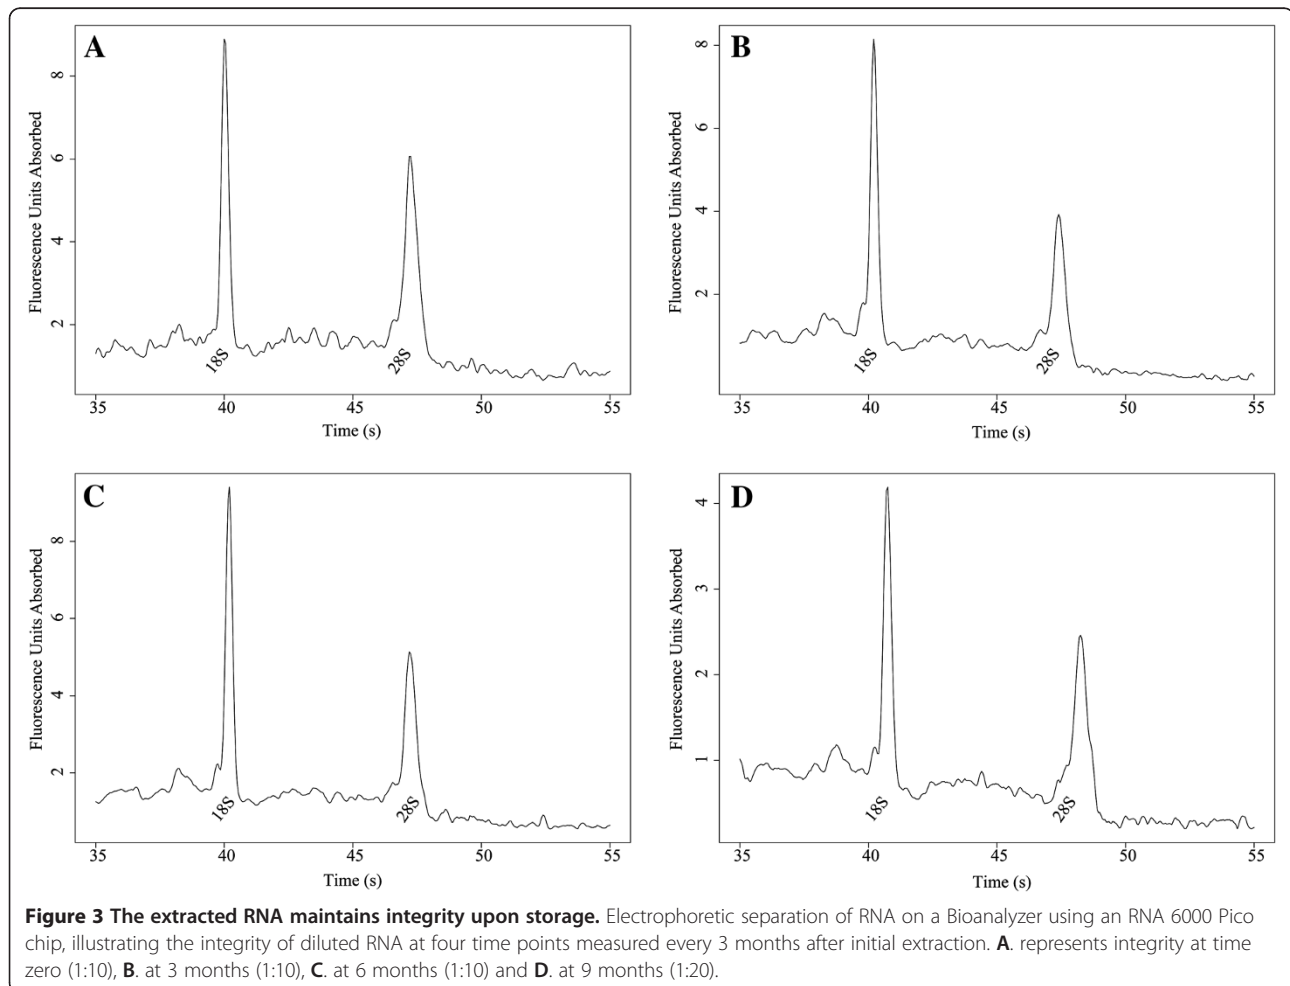 A
Fluorescence Units Absorbed
8
6
4
2
18S
28S
35 40 45 50 55
Time (s)
B
Fluorescence Units Absorbed
8
6
4
2
18S
28S
35 40 45 50 55
Time (s)
C
Fluorescence Units Absorbed
8
6
4
2
18S
28S
35 40 45 50 55
Time (s)
D
Fluorescence Units Absorbed
4
3
2
1
18S
28S
35 40 45 50 55
Time (s)
Figure 3 The extracted RNA maintains integrity upon storage. Electrophoretic separation of RNA on a Bioanalyzer using an RNA 6000 Pico
chip, illustrating the integrity of diluted RNA at four time points measured every 3 months after initial extraction. A. represents integrity at time
zero (1:10), B. at 3 months (1:10), C. at 6 months (1:10) and D. at 9 months (1:20).